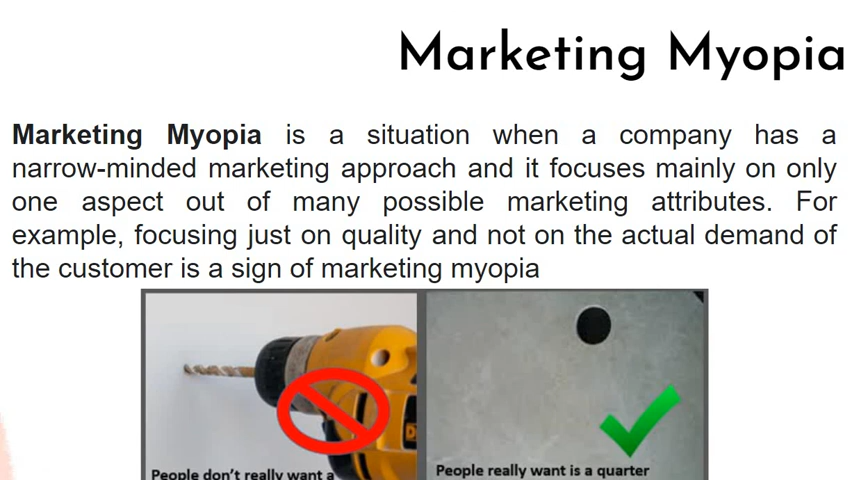 Marketing Myopia
Marketing Myopia is a situation when a company has a
narrow-minded marketing approach and it focuses mainly on only
one aspect out of many possible marketing attributes. For
example, focusing just on quality and not on the actual demand of
the customer is a sign of marketing myopia
People don't really want a
People really want is a quarter